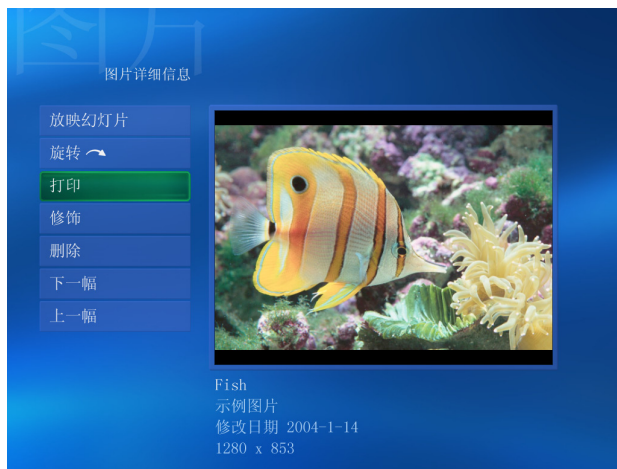 图片
图片详细信息
放映幻灯片
旋转
打印
修饰
删除
下一幅
上一幅
Fish
示例图片
修改日期 2004-1-14
1280 x 853